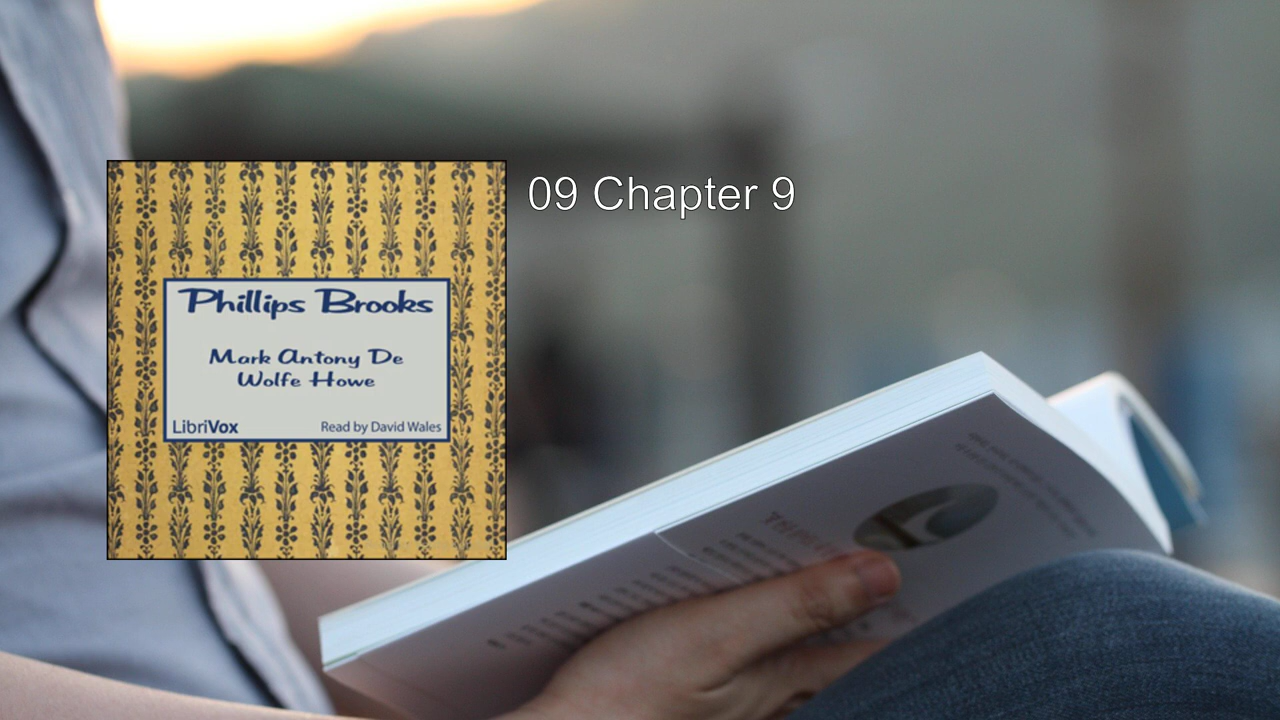 09 Chapter 9
Phillips Brooks
Mark Antony De
Wolfe Howe
LibriVox
Read by David Wales